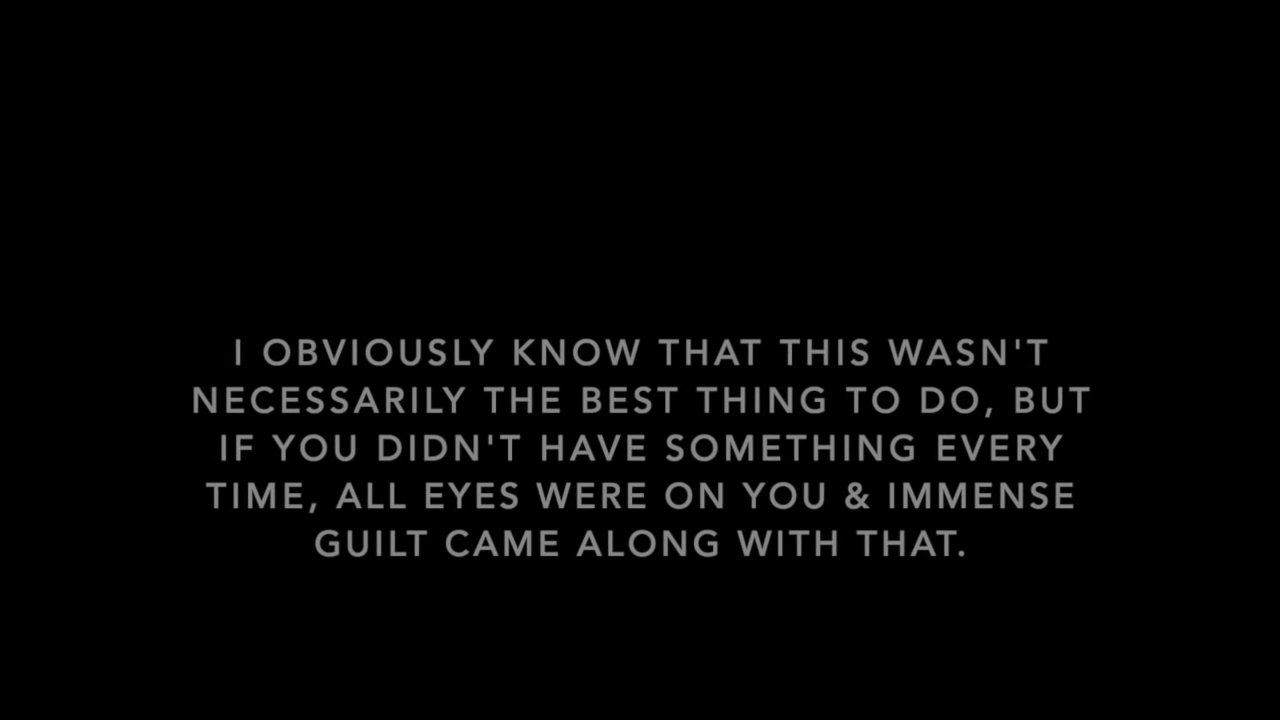 I OBVIOUSLY KNOW THAT THIS WASN'T
NECESSARILY THE BEST THING TO DO, BUT
IF YOU DIDN'T HAVE SOMETHING EVERY
TIME, ALL EYES WERE ON YOU & IMMENSE
GUILT CAME ALONG WITH THAT.